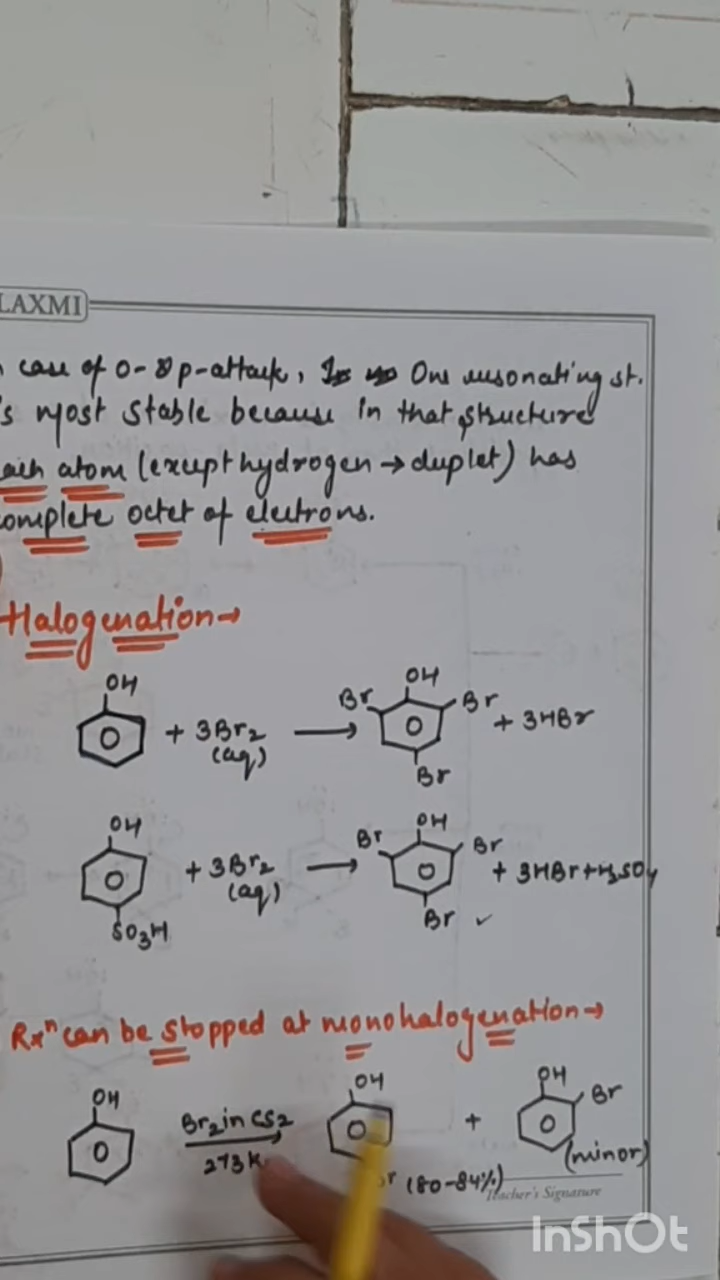 LAXMI
case of o- & p-attack, One resonating st.
's most stable because in that structure
each atom (except hydrogen → duplet) has
complete octet of electrons.
Halogenation→
OH OH
Br Br
+ 3Br2 (aq) → + 3HBr
Br
OH OH
Br Br
+ 3Br2 (aq) → + 3HBr + H2SO4
SO3H Br ✓
Rxn can be stopped at monohalogenation→
OH OH OH
Br2 in CS2 + Br
273 K (minor)
r (80-84%)
Teacher's Signature
InShOt